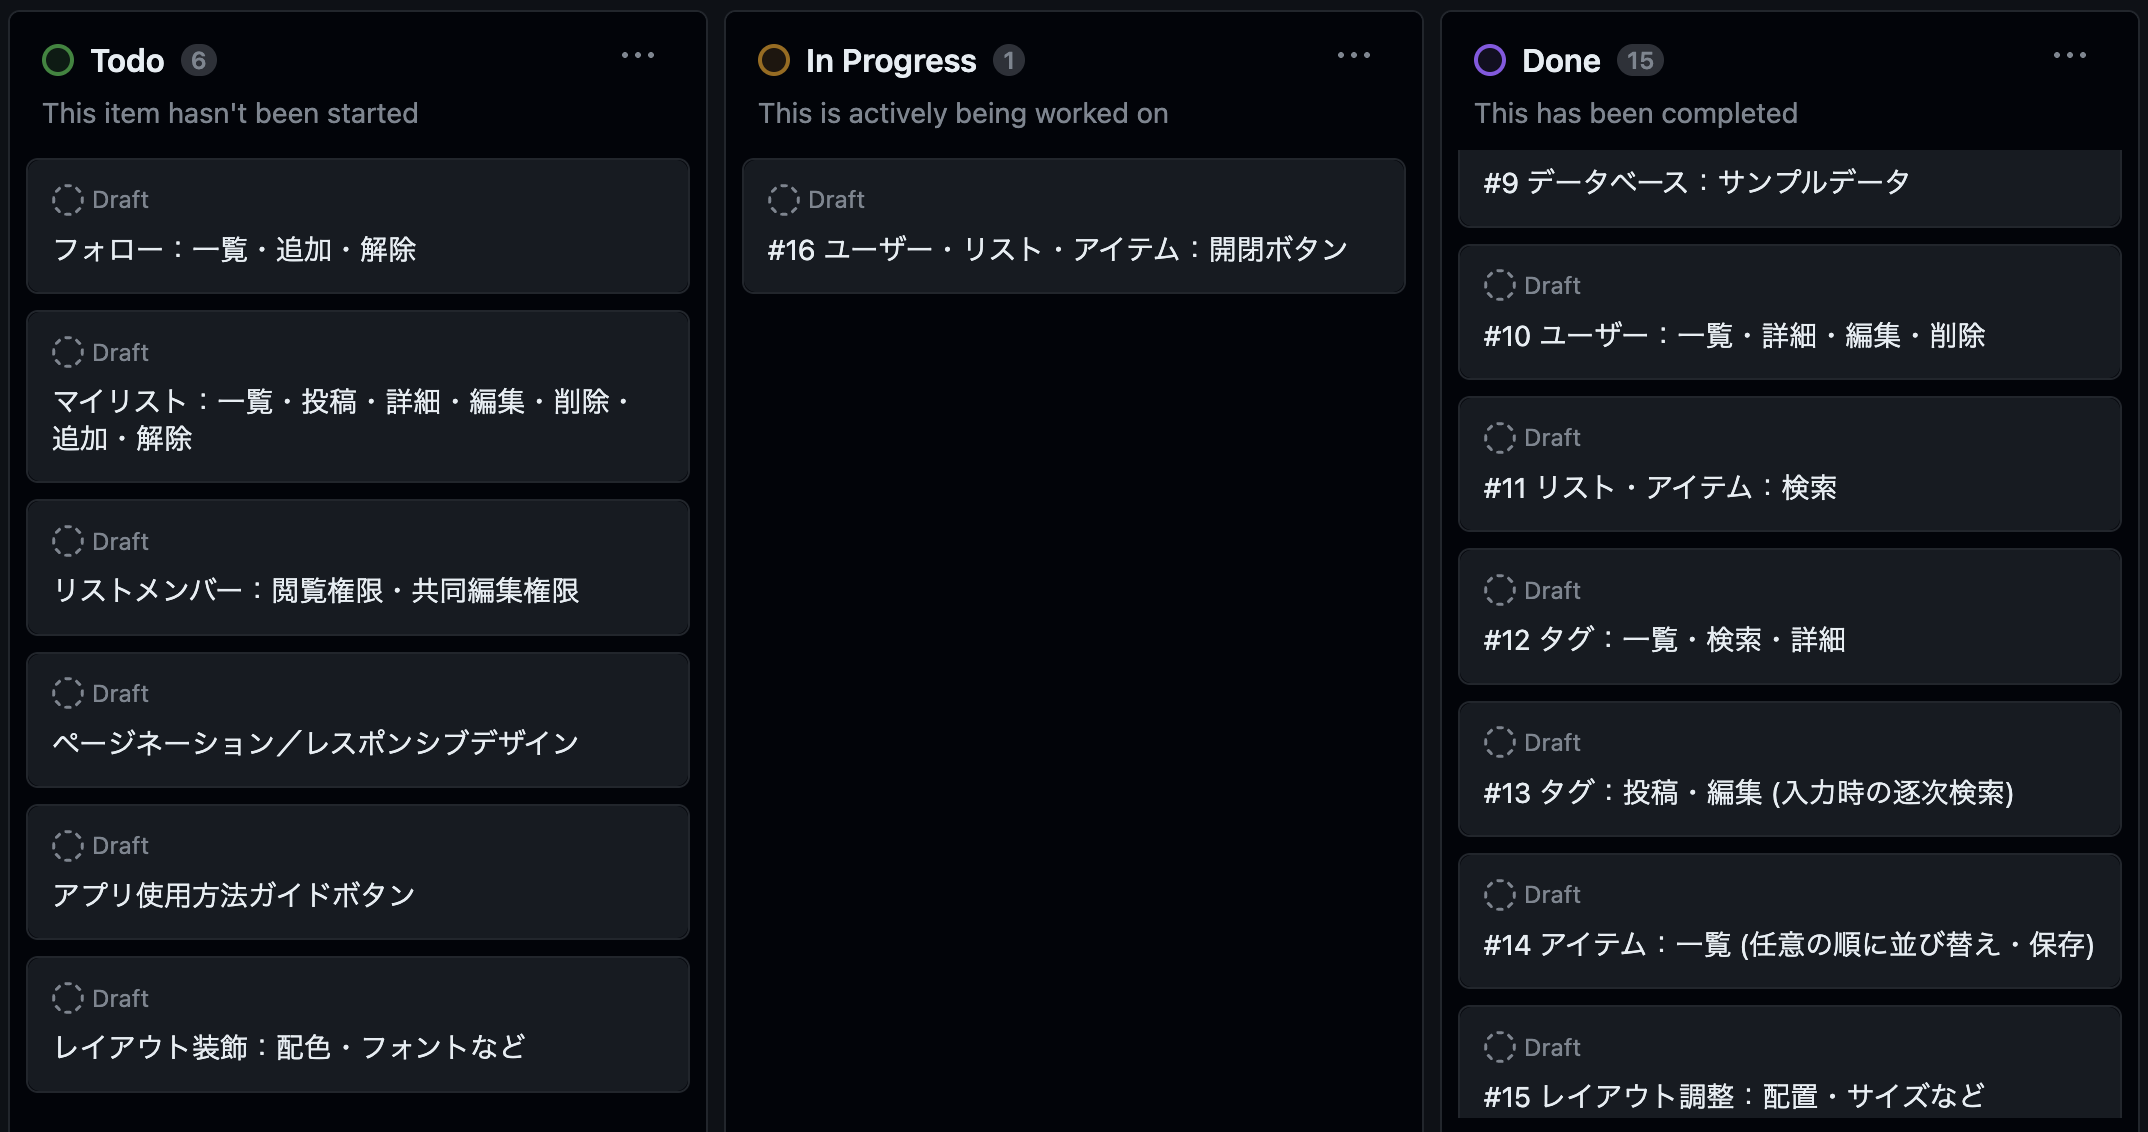 Todo 6
This item hasn't been started
Draft
フォロー：一覧・追加・解除
Draft
マイリスト：一覧・投稿・詳細・編集・削除・
追加・解除
Draft
リストメンバー：閲覧権限・共同編集権限
Draft
ページネーション／レスポンシブデザイン
Draft
アプリ使用方法ガイドボタン
Draft
レイアウト装飾：配色・フォントなど
In Progress 1
This is actively being worked on
Draft
#16 ユーザー・リスト・アイテム：開閉ボタン
Done 15
This has been completed
#9 データベース：サンプルデータ
Draft
#10 ユーザー：一覧・詳細・編集・削除
Draft
#11 リスト・アイテム：検索
Draft
#12 タグ：一覧・検索・詳細
Draft
#13 タグ：投稿・編集 (入力時の逐次検索)
Draft
#14 アイテム：一覧 (任意の順に並び替え・保存)
Draft
#15 レイアウト調整：配置・サイズなど